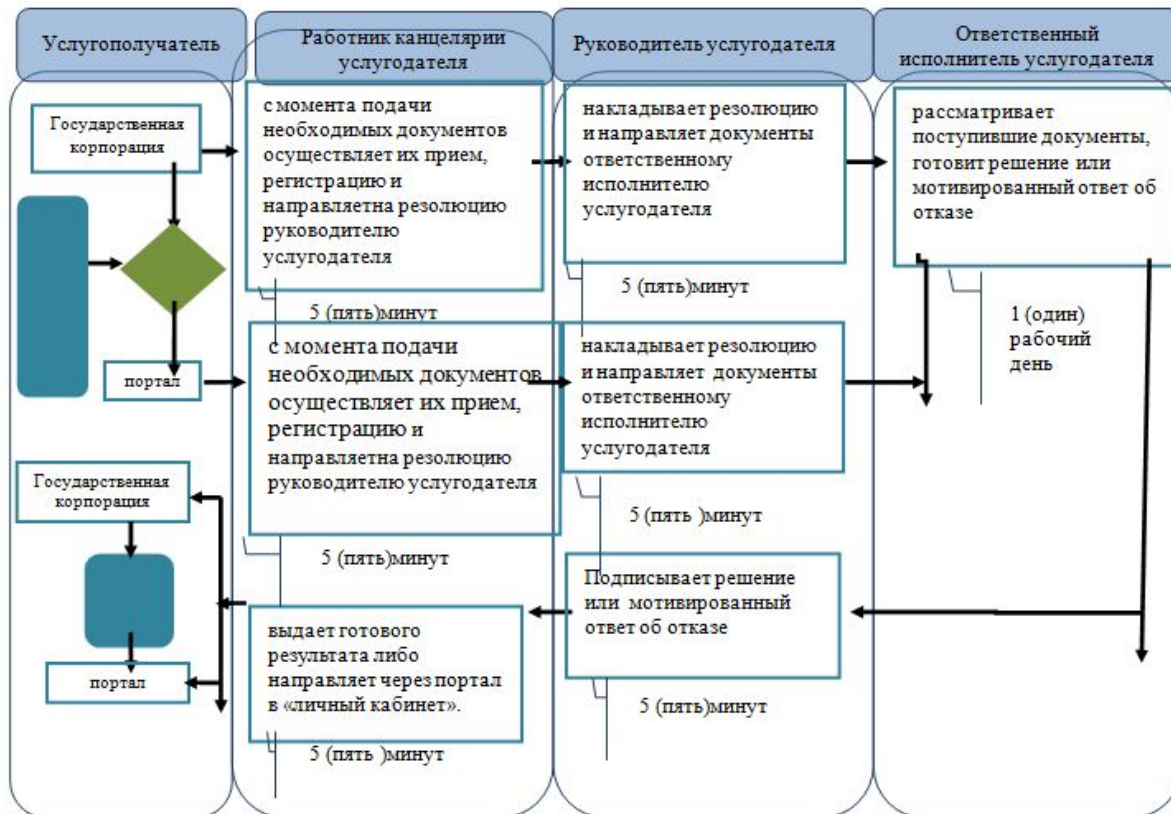 Услугополучатель
Работник канцелярии
услугодателя
Руководитель услугодателя
Ответственный
исполнитель услугодателя
Государственная
корпорация
с момента подачи
необходимых документов
осуществляет их прием,
регистрацию и
направляетна резолюцию
руководителю
услугодателя
накладывает резолюцию
и направляет документы
ответственному
исполнителю
услугодателя
рассматривает
поступившие документы,
готовит решение или
мотивированный ответ об
отказе
5 (пять)минут
5 (пять)минут
1 (один)
рабочий
день
портал
с момента подачи
необходимых документов
осуществляет их прием,
регистрацию и
направляетна резолюцию
руководителю услугодателя
накладывает резолюцию
и направляет документы
ответственному
исполнителю
услугодателя
5 (пять)минут
5 (пять )минут
Государственная
корпорация
портал
выдает готового
результата либо
направляет через портал
в «личный кабинет».
Подписывает решение
или мотивированный
ответ об отказе
5 (пять )минут
5 (пять)минут